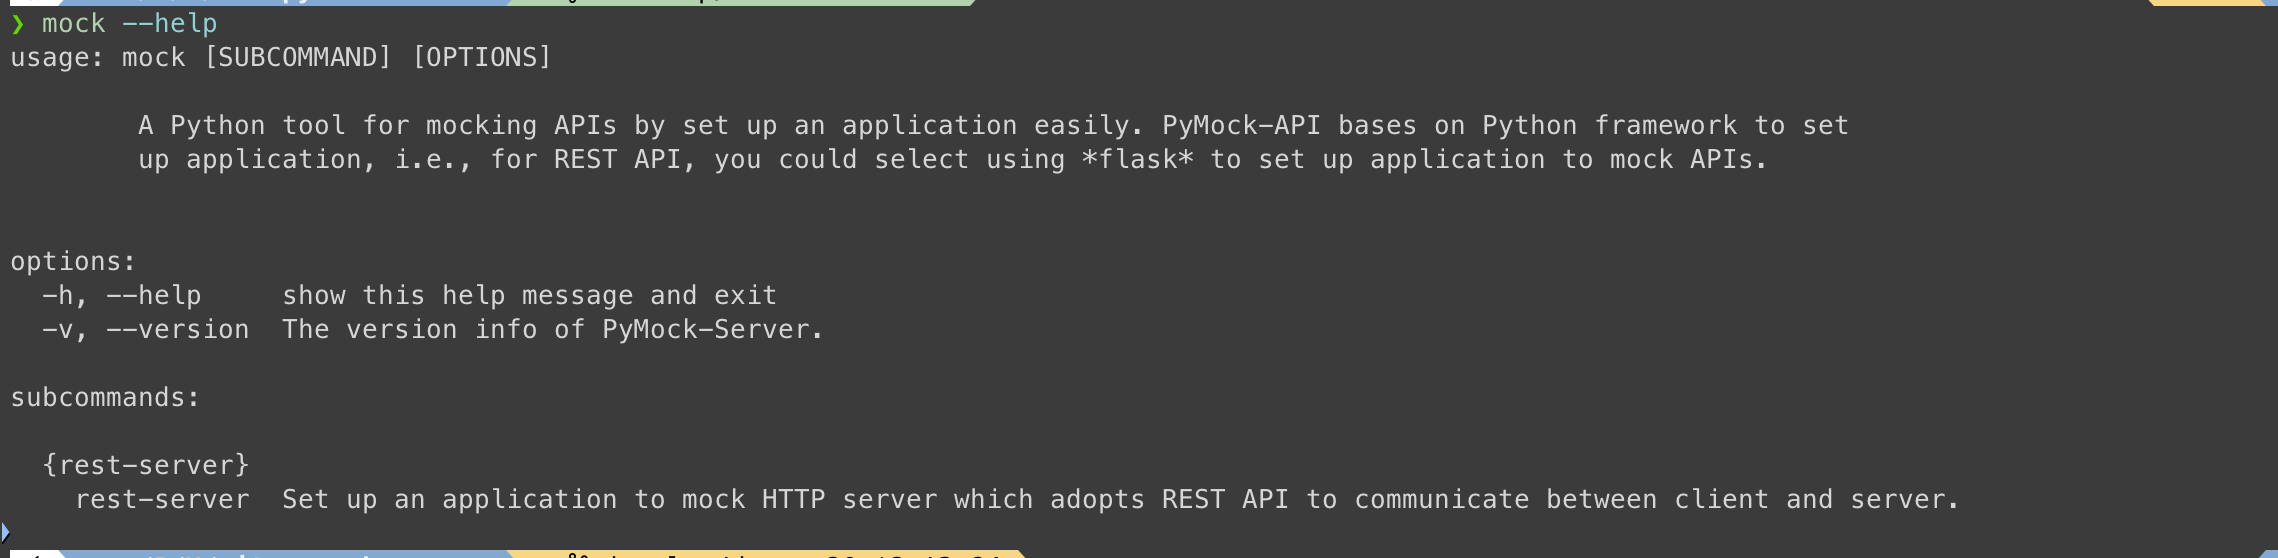 ❯ mock --help
usage: mock [SUBCOMMAND] [OPTIONS]
A Python tool for mocking APIs by set up an application easily. PyMock-API bases on Python framework to set
up application, i.e., for REST API, you could select using *flask* to set up application to mock APIs.
options:
-h, --help     show this help message and exit
-v, --version  The version info of PyMock-Server.
subcommands:
{rest-server}
rest-server  Set up an application to mock HTTP server which adopts REST API to communicate between client and server.